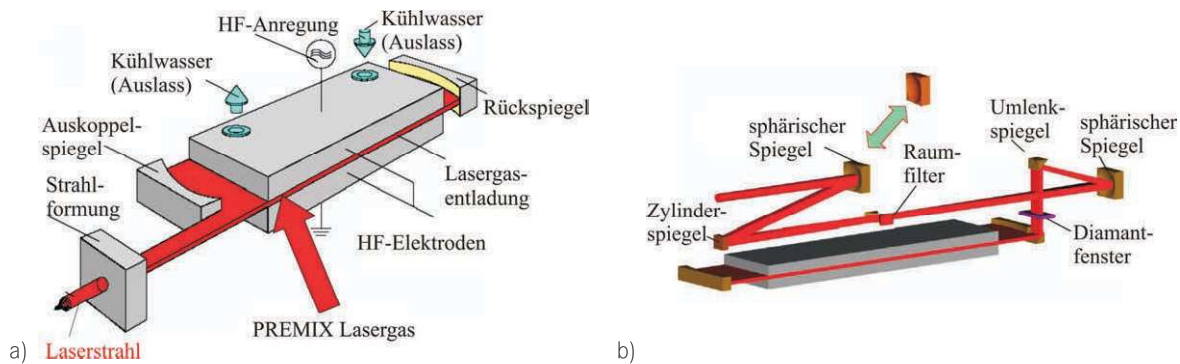 HF-Anregung
Kühlwasser
(Auslass)
Kühlwasser
(Auslass)
Rückspiegel
Auskoppel-
spiegel
Strahl-
formung
Lasergas-
entladung
HF-Elektroden
PREMIX Lasergas
Laserstrahl
a)
sphärischer
Spiegel
Umlenk-
spiegel
sphärischer
Spiegel
Raum-
filter
Zylinder-
spiegel
Diamant-
fenster
b)